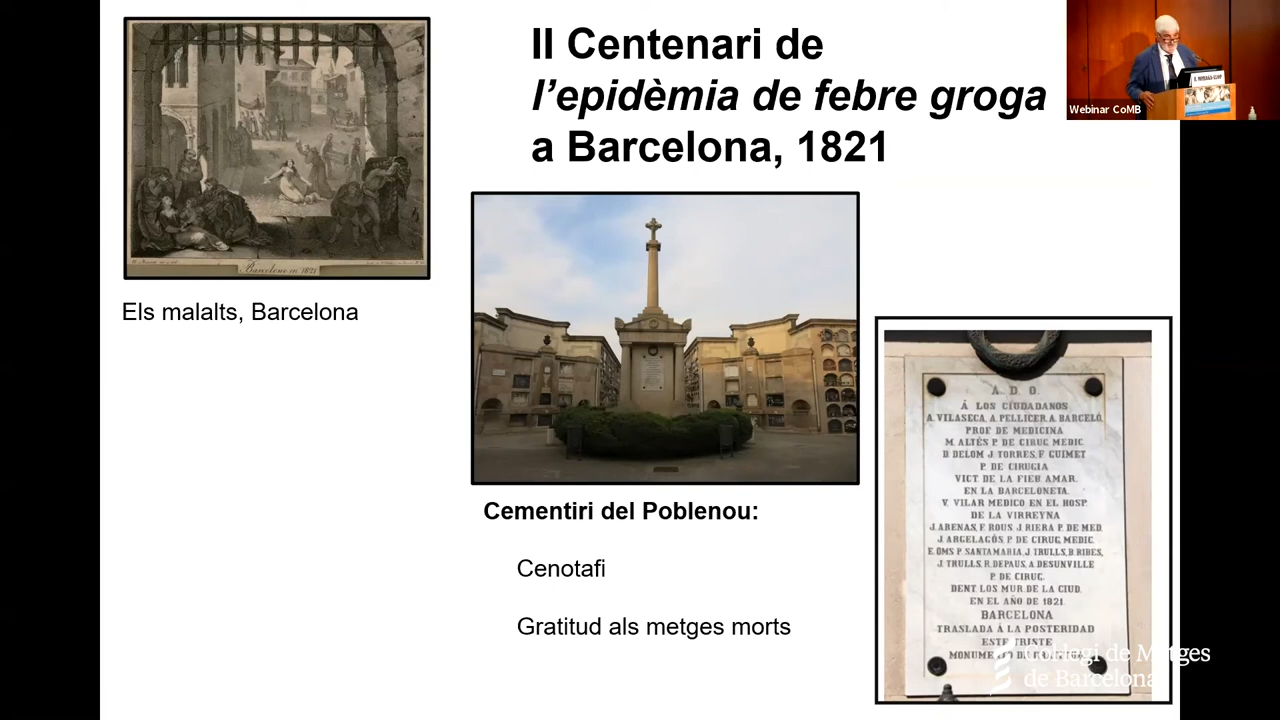 II Centenari de
l’epidèmia de febre groga
a Barcelona, 1821
Webinar CoMB
Barcelone en 1821
Els malalts, Barcelona
Cementiri del Poblenou:
Cenotafi
Gratitud als metges morts
A. D. O.
Á LOS CIUDADANOS
A. VILASECA, A. PELLICER, A. BARCELÓ,
PROF. DE MEDICINA
M. ALTÉS P. DE CIRUG. MEDIC.
D. DELOM J. TORRES, F. GUIMET
P. DE CIRUGIA
VICT. DE LA FIEB. AMAR.
EN LA BARCELONETA.
V. VILAR MEDICO EN EL HOSP.
DE LA VIRREYNA
J. ARENAS, F. ROUS, J. RIERA P. DE MED.
J. ARGELAGÓS, P. DE CIRUG. MEDIC.
E. OMS P. SANTAMARIA, J. TRULLS, B. RIBES,
J. TRULLS, R. DEPAUS, A. DESUNVILLE
P. DE CIRUG.
DENT. LOS MUR. DE LA CIUD.
EN EL AÑO DE 1821.
BARCELONA
TRASLADA Á LA POSTERIDAD
ESTE TRISTE
Col·legi de Metges
de Barcelona